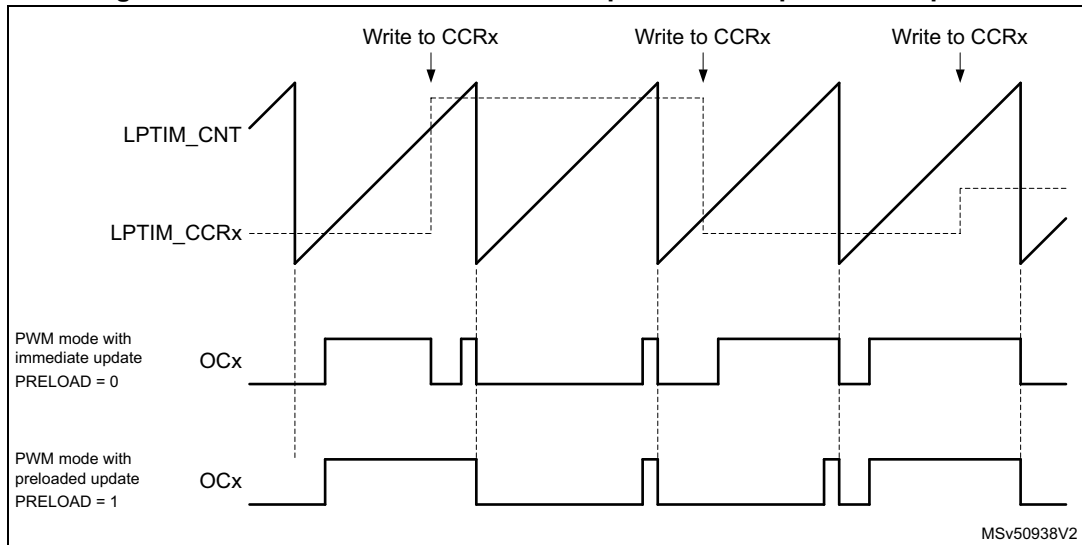 Write to CCRx Write to CCRx Write to CCRx
LPTIM_CNT
LPTIM_CCRx
PWM mode with
immediate update
PRELOAD = 0
OCx
PWM mode with
preloaded update
PRELOAD = 1
OCx
MSv50938V2